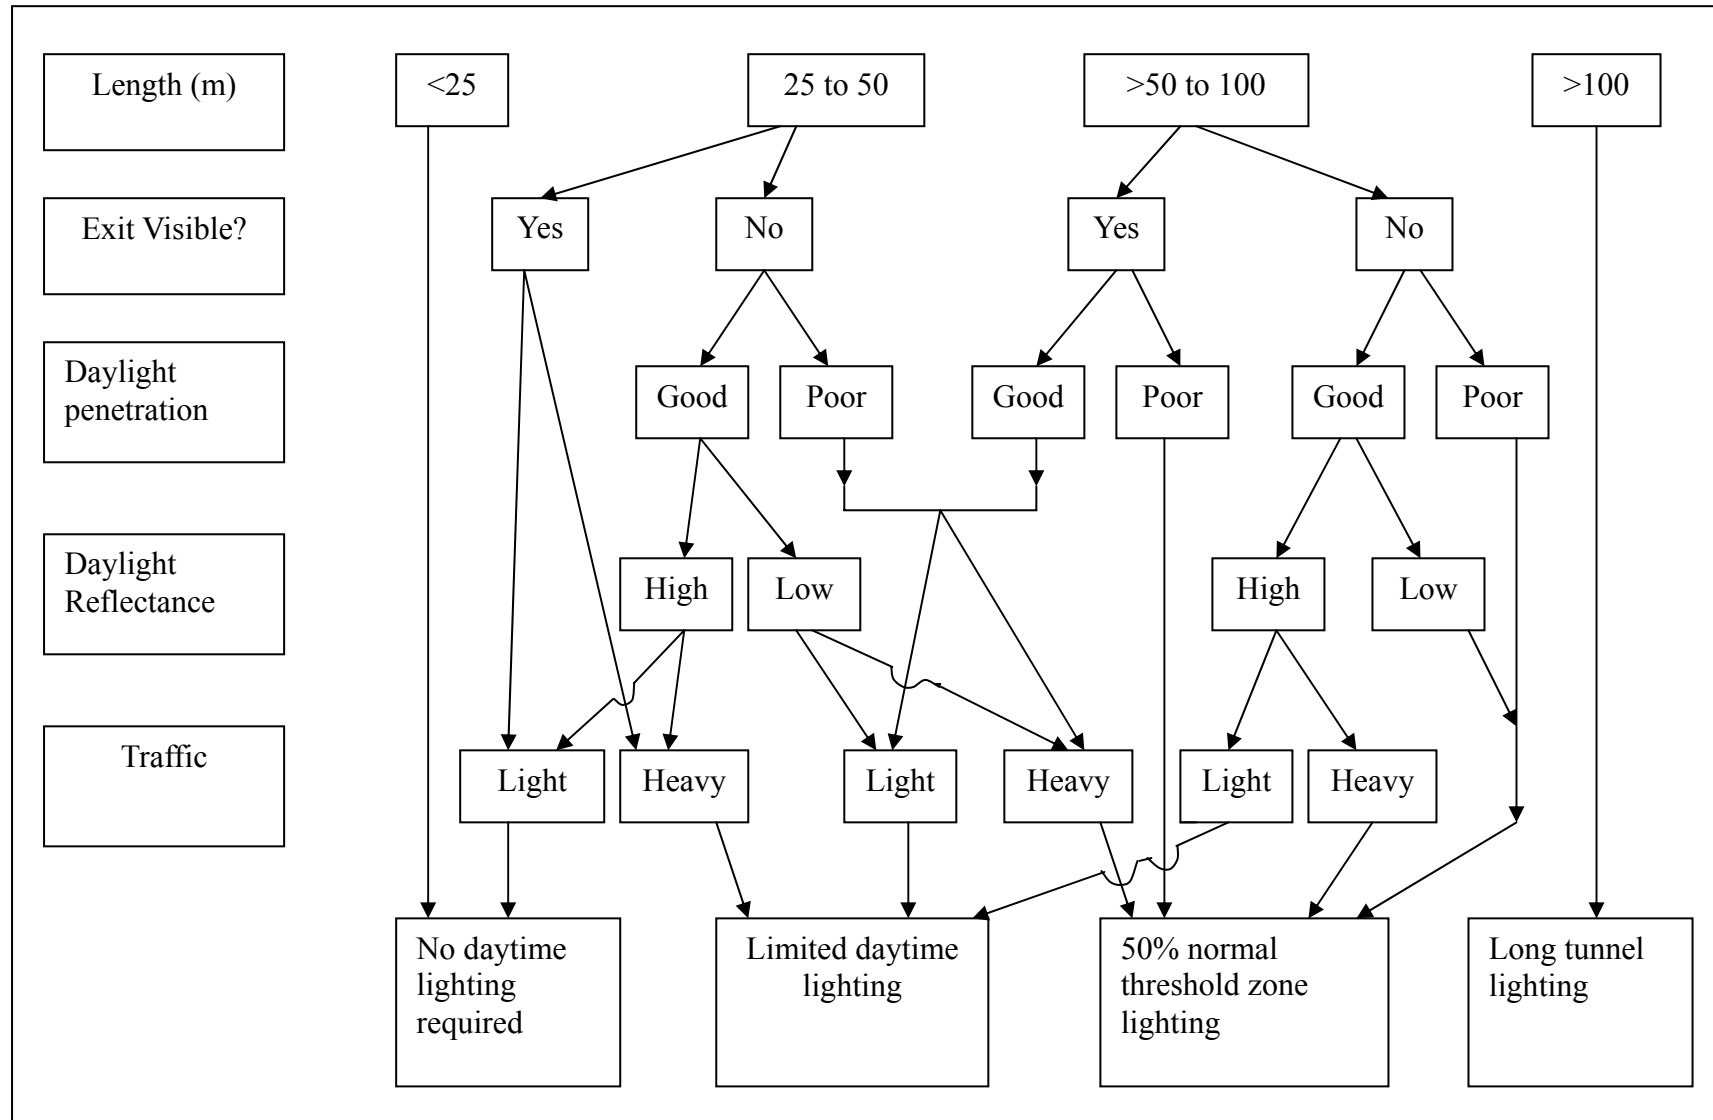 Length (m)
<25
25 to 50
>50 to 100
>100
Exit Visible?
Yes
No
Yes
No
Daylight
penetration
Good
Poor
Good
Poor
Good
Poor
Daylight
Reflectance
High
Low
High
Low
Traffic
Light
Heavy
Light
Heavy
Light
Heavy
No daytime
lighting
required
Limited daytime
lighting
50% normal
threshold zone
lighting
Long tunnel
lighting